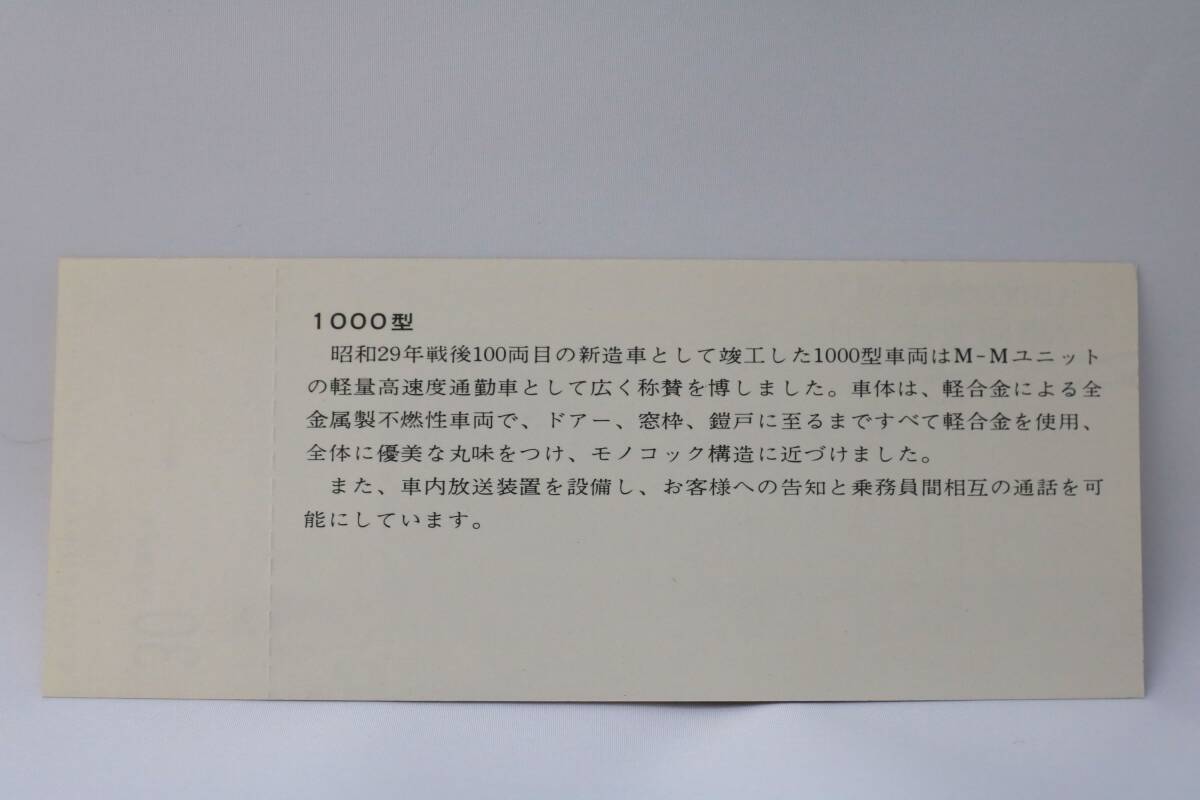 1000型
昭和29年戦後100両目の新造車として竣工した1000型車両はM-Mユニット
の軽量高速度通勤車として広く称賛を博しました。車体は、軽合金による全
金属製不燃性車両で、ドアー、窓枠、鎧戸に至るまですべて軽合金を使用、
全体に優美な丸味をつけ、モノコック構造に近づけました。
また、車内放送装置を設備し、お客様への告知と乗務員間相互の通話を可
能にしています。
30